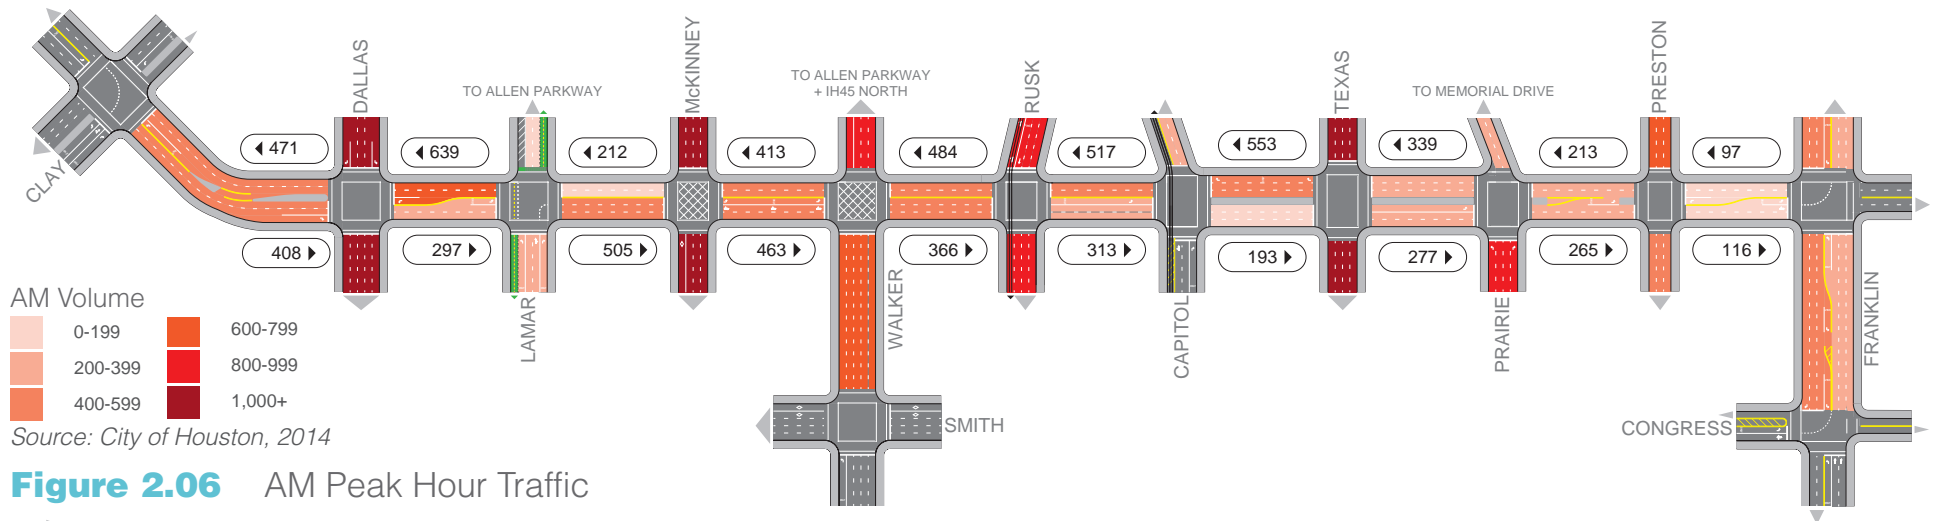 DALLAS
McKINNEY
RUSK
TEXAS
PRESTON
TO ALLEN PARKWAY
TO ALLEN PARKWAY
+ IH45 NORTH
TO MEMORIAL DRIVE
CLAY
471
639
212
413
484
517
553
339
213
97
408
297
505
463
366
313
193
277
265
116
LAMAR
WALKER
CAPITOL
PRAIRIE
FRANKLIN
SMITH
CONGRESS
AM Volume
0-199
200-399
400-599
600-799
800-999
1,000+
Source: City of Houston, 2014
Figure 2.06 AM Peak Hour Traffic